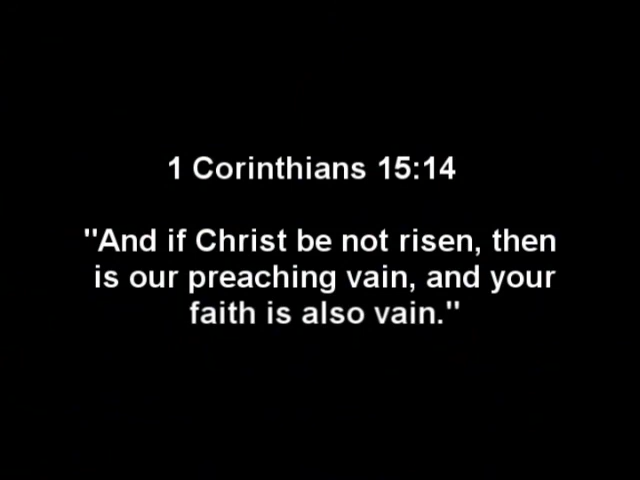 1 Corinthians 15:14
"And if Christ be not risen, then
is our preaching vain, and your
faith is also vain."